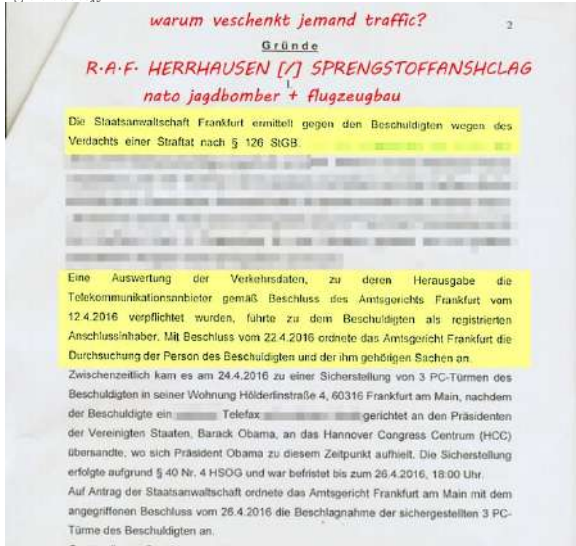 warum veschenkt jemand traffic?
2
Gründe
R.A.F. HERRHAUSEN [/] SPRENGSTOFFANSHCLAG
I.
nato jagdbomber + flugzeugbau
Die Staatsanwaltschaft Frankfurt ermittelt gegen den Beschuldigten wegen des
Verdachts einer Straftat nach § 126 StGB.
Eine Auswertung der Verkehrsdaten, zu deren Herausgabe die
Telekommunikationsanbieter gemäß Beschluss des Amtsgerichts Frankfurt vom
12.4.2016 verpflichtet wurden, führte zu dem Beschuldigten als registrierten
Anschlussinhaber. Mit Beschluss vom 22.4.2016 ordnete das Amtsgericht Frankfurt die
Durchsuchung der Person des Beschuldigten und der ihm gehörigen Sachen an.
Zwischenzeitlich kam es am 24.4.2016 zu einer Sicherstellung von 3 PC-Türmen des
Beschuldigten in seiner Wohnung Hölderlinstraße 4, 60316 Frankfurt am Main, nachdem
der Beschuldigte ein Telefax gerichtet an den Präsidenten
der Vereinigten Staaten, Barack Obama, an das Hannover Congress Centrum (HCC)
übersandte, wo sich Präsident Obama zu diesem Zeitpunkt aufhielt. Die Sicherstellung
erfolgte aufgrund § 40 Nr. 4 HSOG und war befristet bis zum 26.4.2016, 18:00 Uhr.
Auf Antrag der Staatsanwaltschaft ordnete das Amtsgericht Frankfurt am Main mit dem
angegriffenen Beschluss vom 26.4.2016 die Beschlagnahme der sichergestellten 3 PC-
Türme des Beschuldigten an.